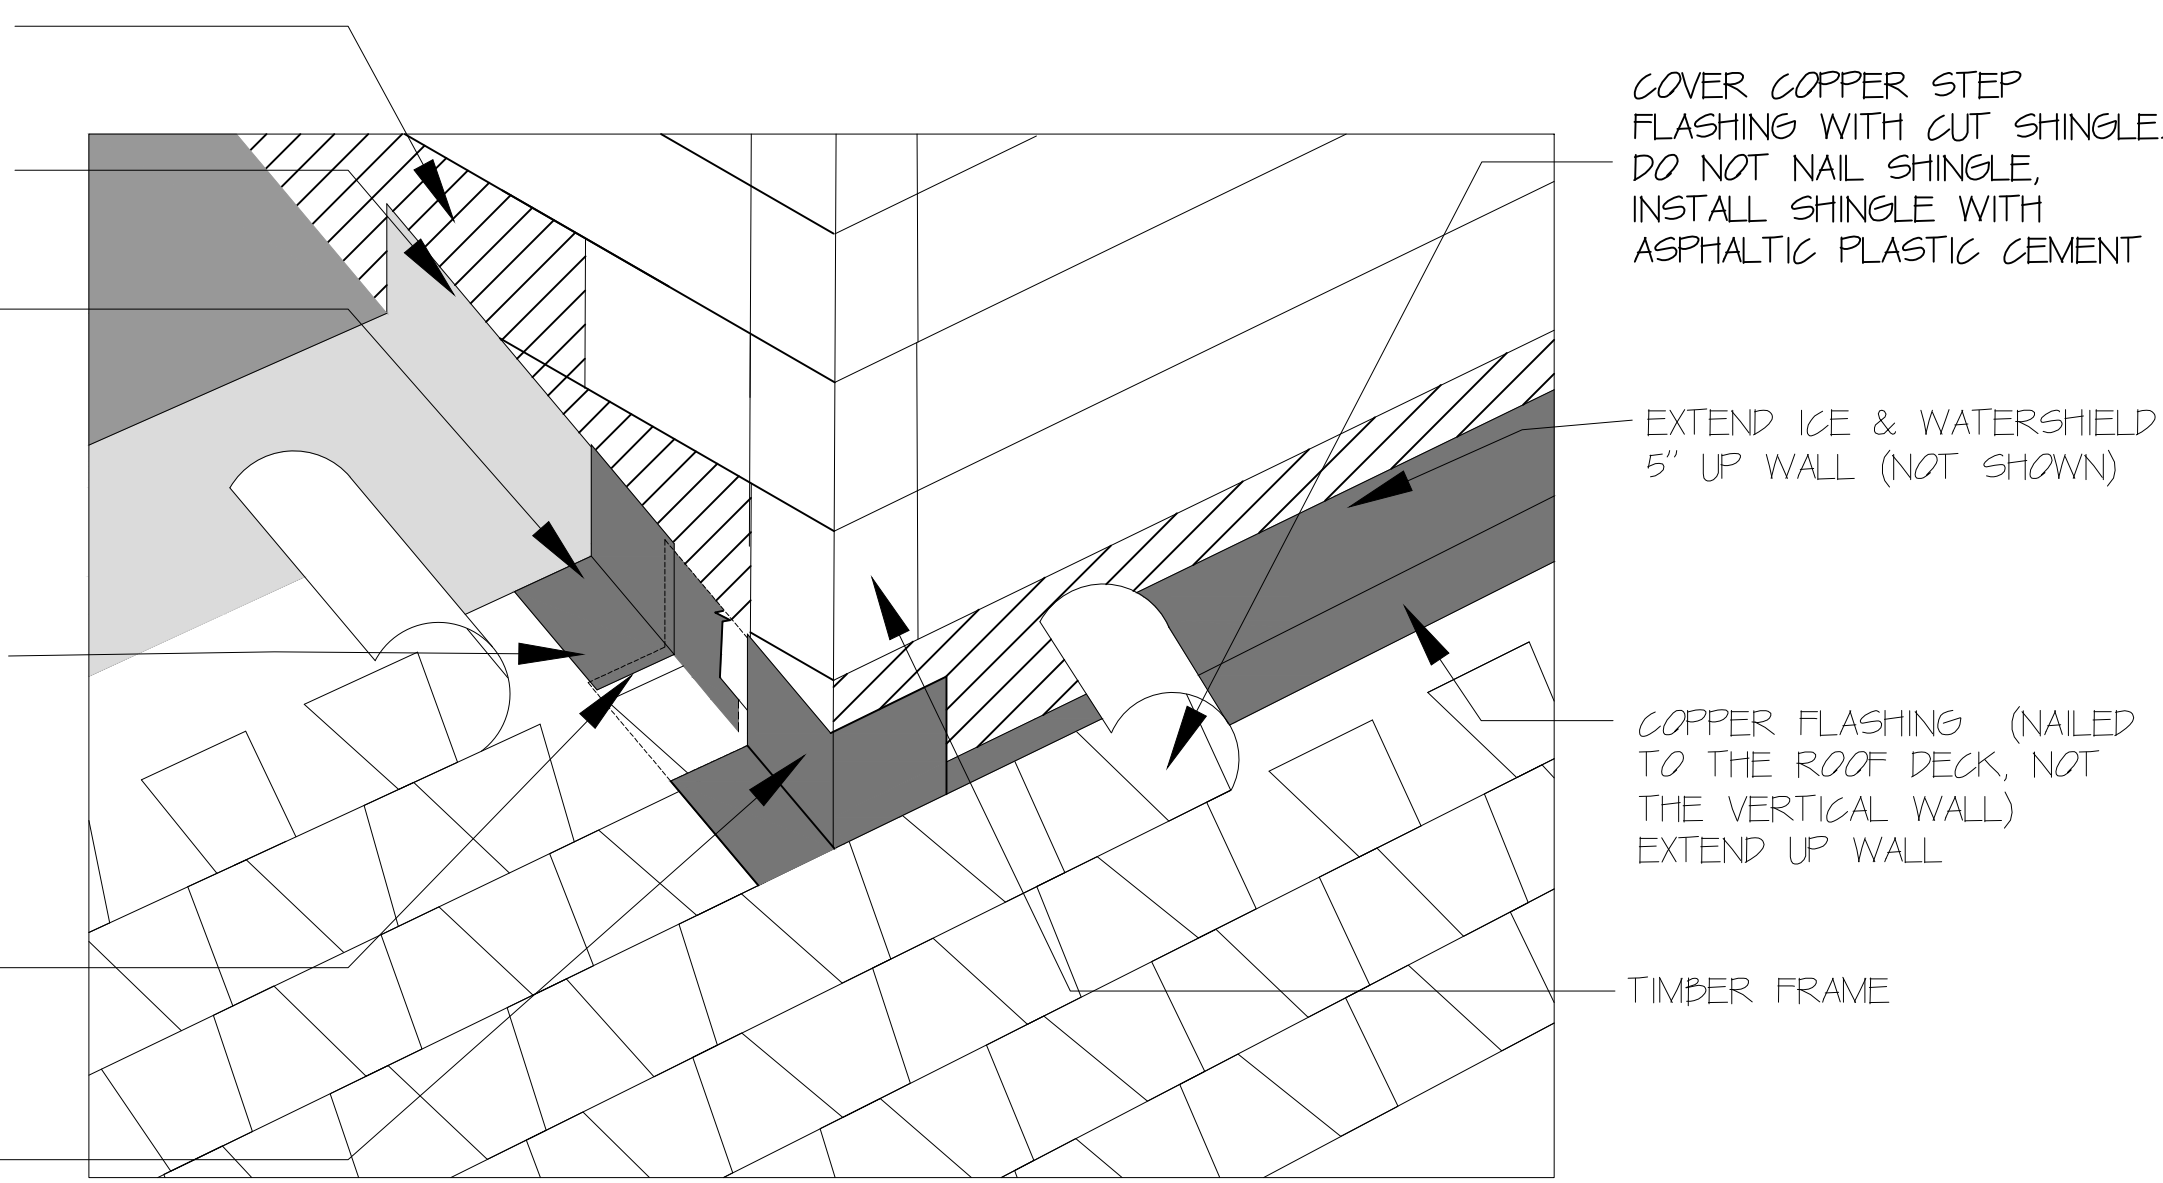 COVER COPPER STEP
FLASHING WITH CUT SHINGLE.
DO NOT NAIL SHINGLE,
INSTALL SHINGLE WITH
ASPHALTIC PLASTIC CEMENT
EXTEND ICE & WATERSHIELD
5" UP WALL (NOT SHOWN)
COPPER FLASHING (NAILED
TO THE ROOF DECK, NOT
THE VERTICAL WALL)
EXTEND UP WALL
TIMBER FRAME